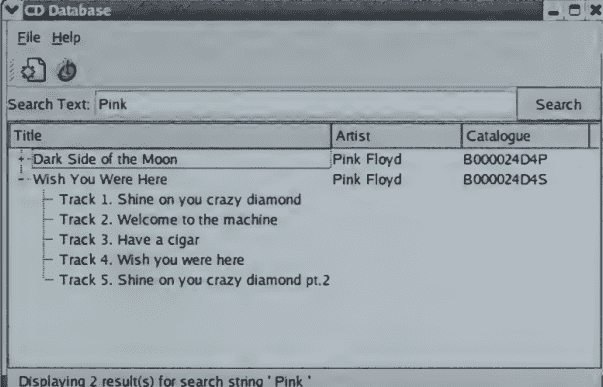 CD Database
File Help
Search Text: Pink Search
Title Artist Catalogue
Dark Side of the Moon Pink Floyd B000024D4P
Wish You Were Here Pink Floyd B000024D4S
Track 1. Shine on you crazy diamond
Track 2. Welcome to the machine
Track 3. Have a cigar
Track 4. Wish you were here
Track 5. Shine on you crazy diamond pt.2
Displaying 2 result(s) for search string ' Pink '